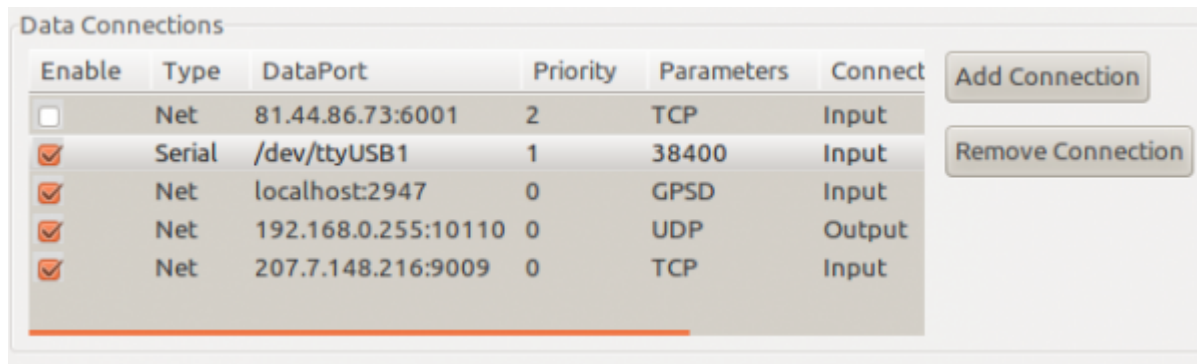 Data Connections
Enable Type DataPort Priority Parameters Connect
Add Connection
Net 81.44.86.73:6001 2 TCP Input
Serial /dev/ttyUSB1 1 38400 Input
Remove Connection
Net localhost:2947 0 GPSD Input
Net 192.168.0.255:10110 0 UDP Output
Net 207.7.148.216:9009 0 TCP Input